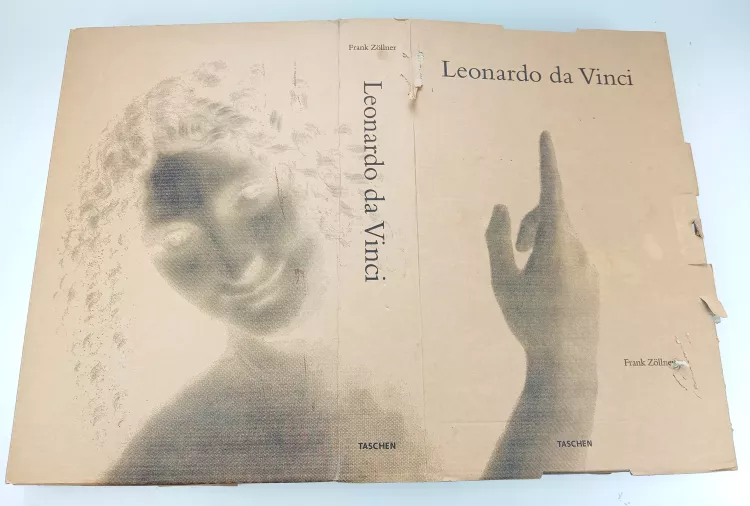 Frank Zöllner
Leonardo da Vinci
TASCHEN
Leonardo da Vinci
Frank Zöllner
TASCHEN